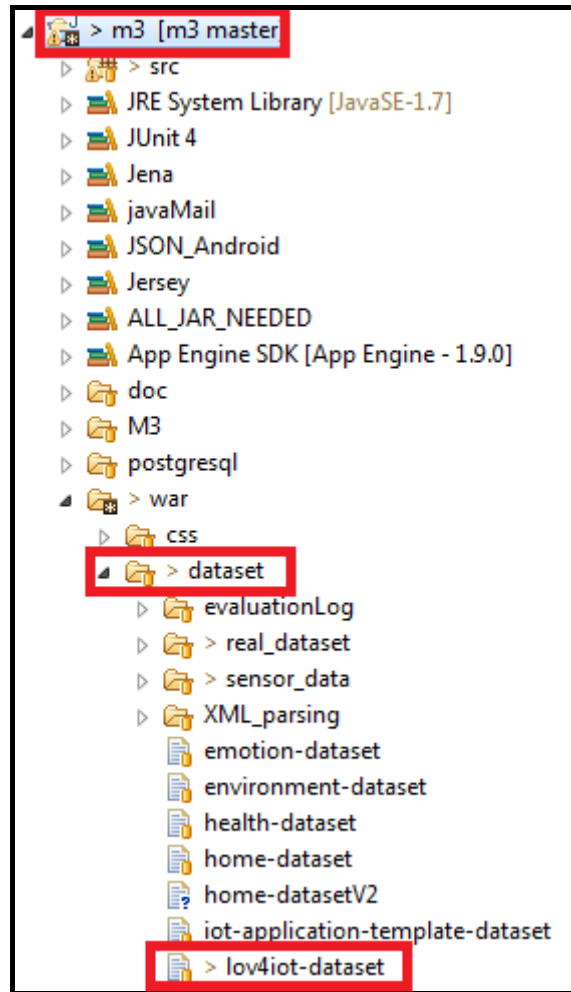 > m3 [m3 master]
> src
JRE System Library [JavaSE-1.7]
JUnit 4
Jena
javaMail
JSON_Android
Jersey
ALL_JAR_NEEDED
App Engine SDK [App Engine - 1.9.0]
doc
M3
postgresql
> war
css
> dataset
evaluationLog
> real_dataset
> sensor_data
XML_parsing
emotion-dataset
environment-dataset
health-dataset
home-dataset
home-datasetV2
iot-application-template-dataset
> lov4iot-dataset